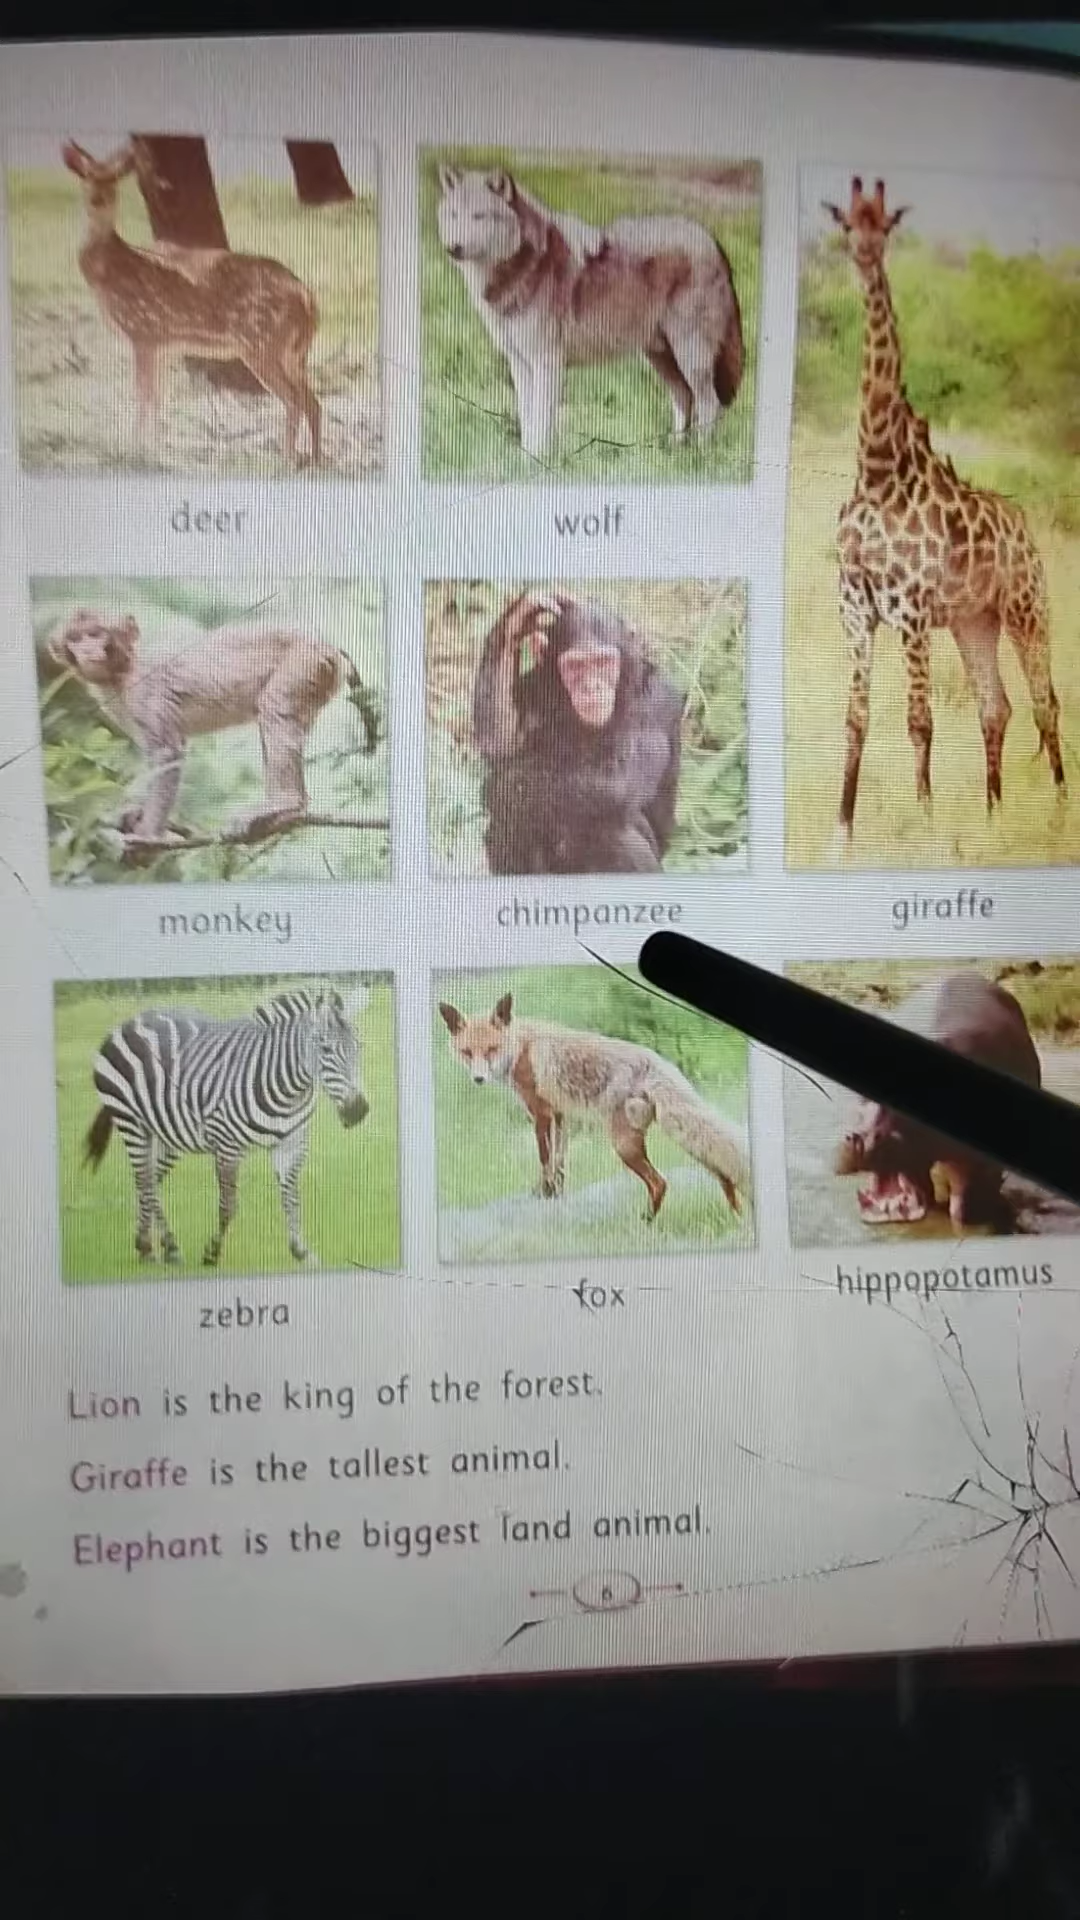 deer
wolf
monkey
chimpanzee
giraffe
zebra
fox
hippopotamus
Lion is the king of the forest.
Giraffe is the tallest animal.
Elephant is the biggest land animal.